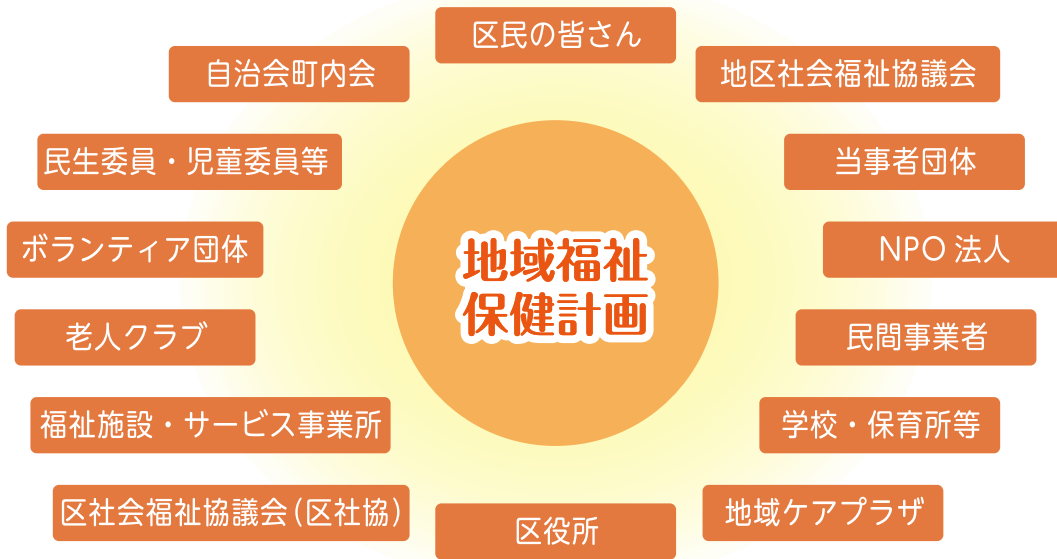 区民の皆さん
自治会町内会
地区社会福祉協議会
民生委員・児童委員等
当事者団体
ボランティア団体
NPO 法人
地域福祉
保健計画
老人クラブ
民間事業者
福祉施設・サービス事業所
学校・保育所等
区社会福祉協議会(区社協)
区役所
地域ケアプラザ